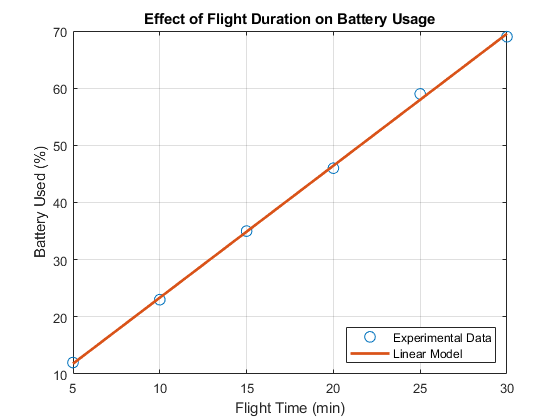 Effect of Flight Duration on Battery Usage
70
60
50
40
30
20
10
Battery Used (%)
5
10
15
20
25
30
Flight Time (min)
Experimental Data
Linear Model